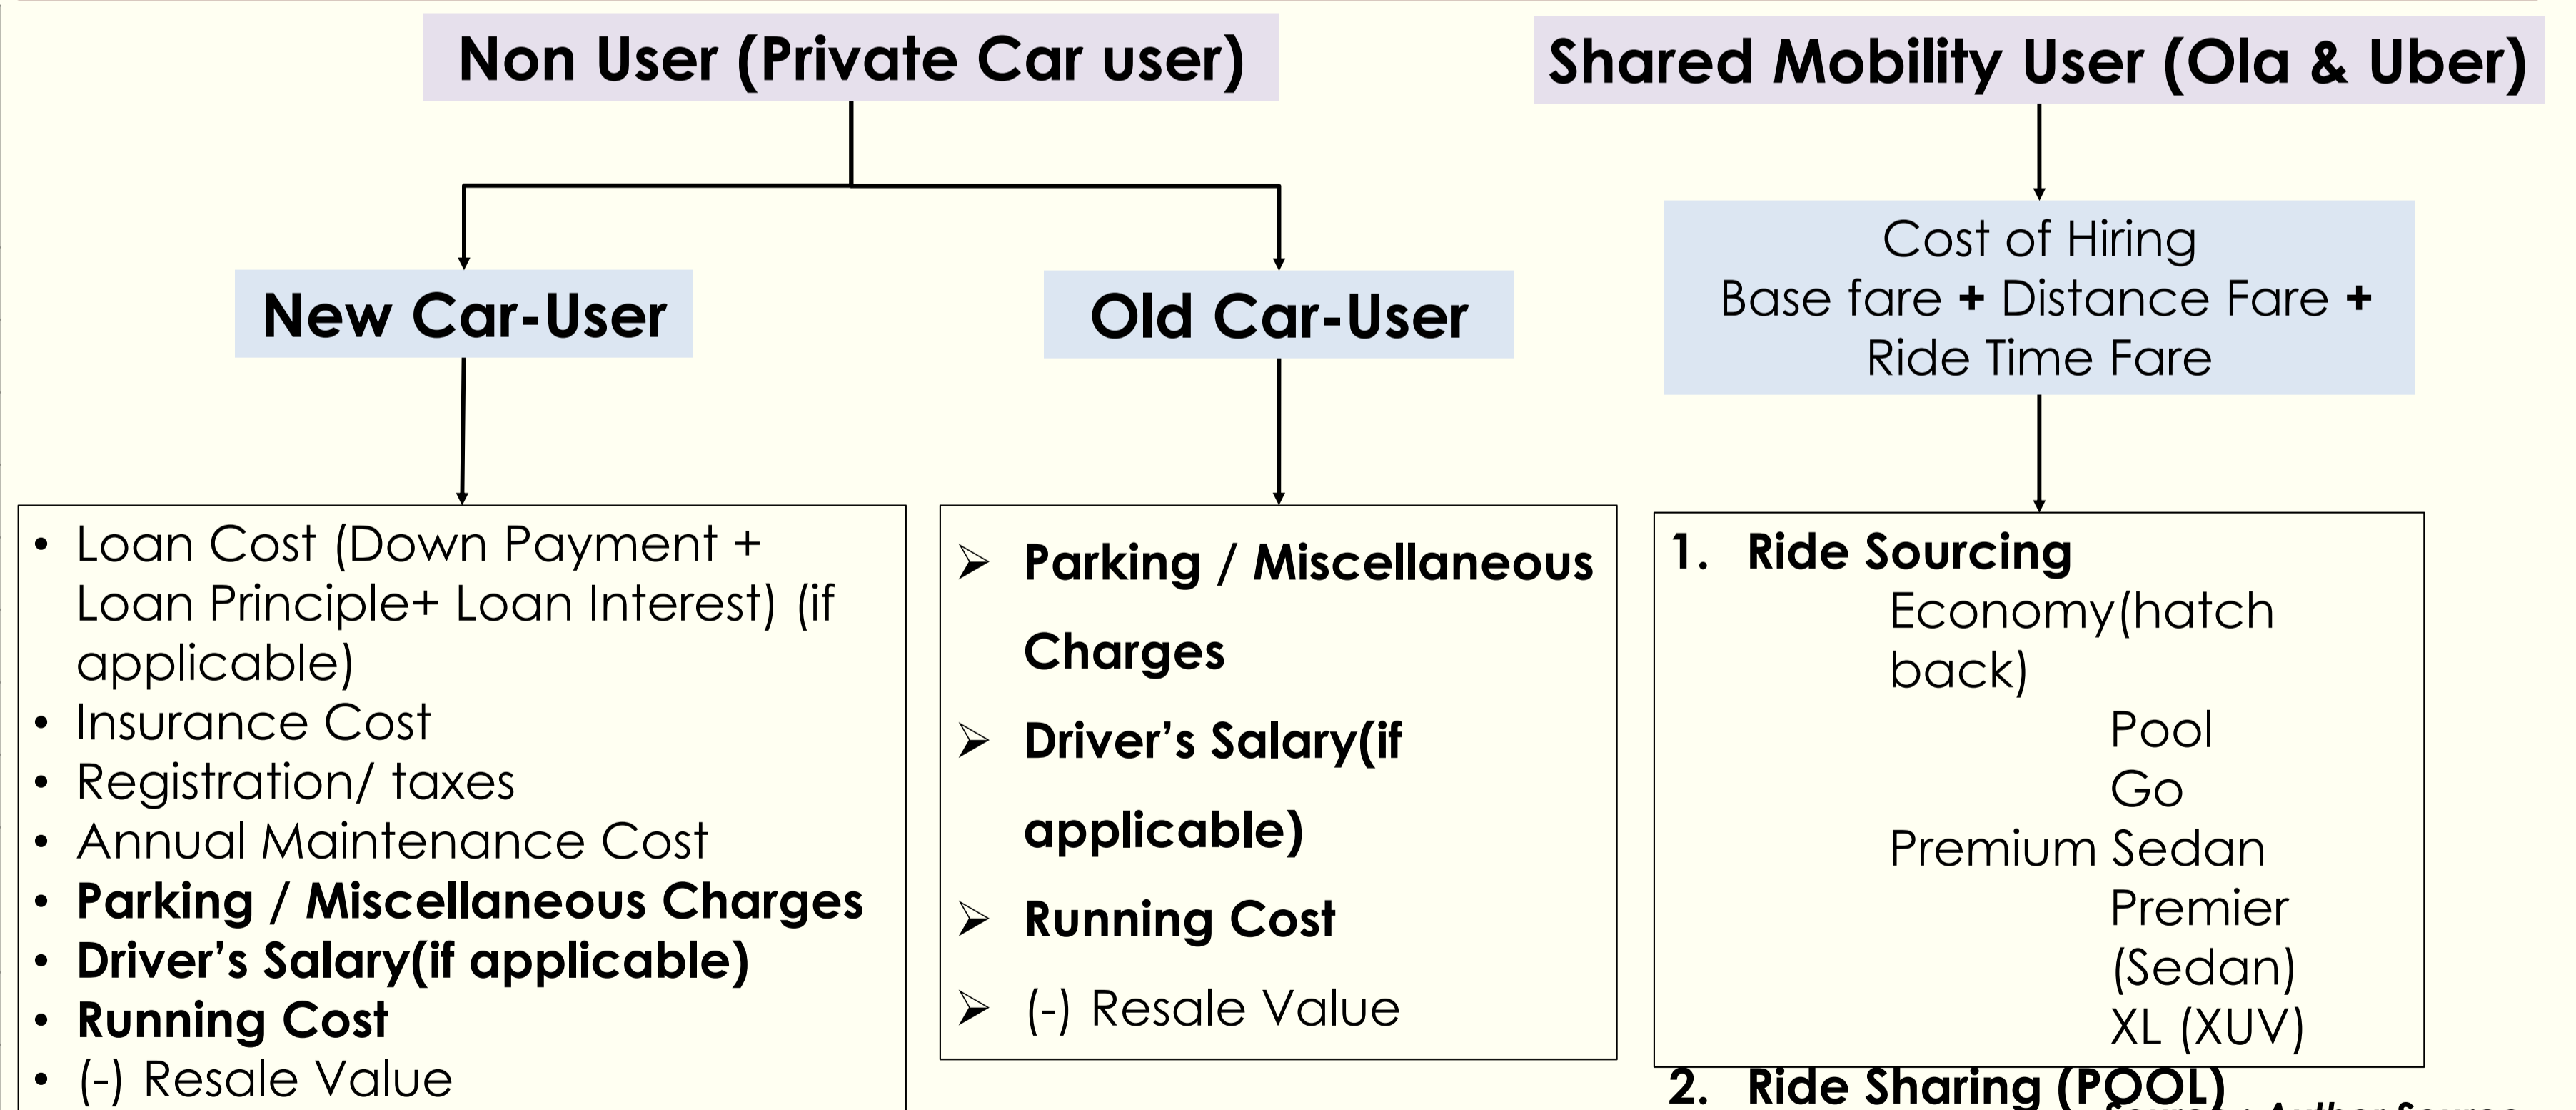 Non User (Private Car user)
Shared Mobility User (Ola & Uber)
Cost of Hiring
Base fare + Distance Fare +
Ride Time Fare
New Car-User
Old Car-User
• Loan Cost (Down Payment +
Loan Principle+ Loan Interest) (if
applicable)
• Insurance Cost
• Registration/ taxes
• Annual Maintenance Cost
• Parking / Miscellaneous Charges
• Driver's Salary(if applicable)
• Running Cost
• (-) Resale Value
➢ Parking / Miscellaneous
Charges
➢ Driver's Salary(if
applicable)
➢ Running Cost
➢ (-) Resale Value
1. Ride Sourcing
Economy(hatch
back)
Pool
Go
Premium Sedan
Premier
(Sedan)
XL (XUV)
2. Ride Sharing (POOL)
Source : Author Source